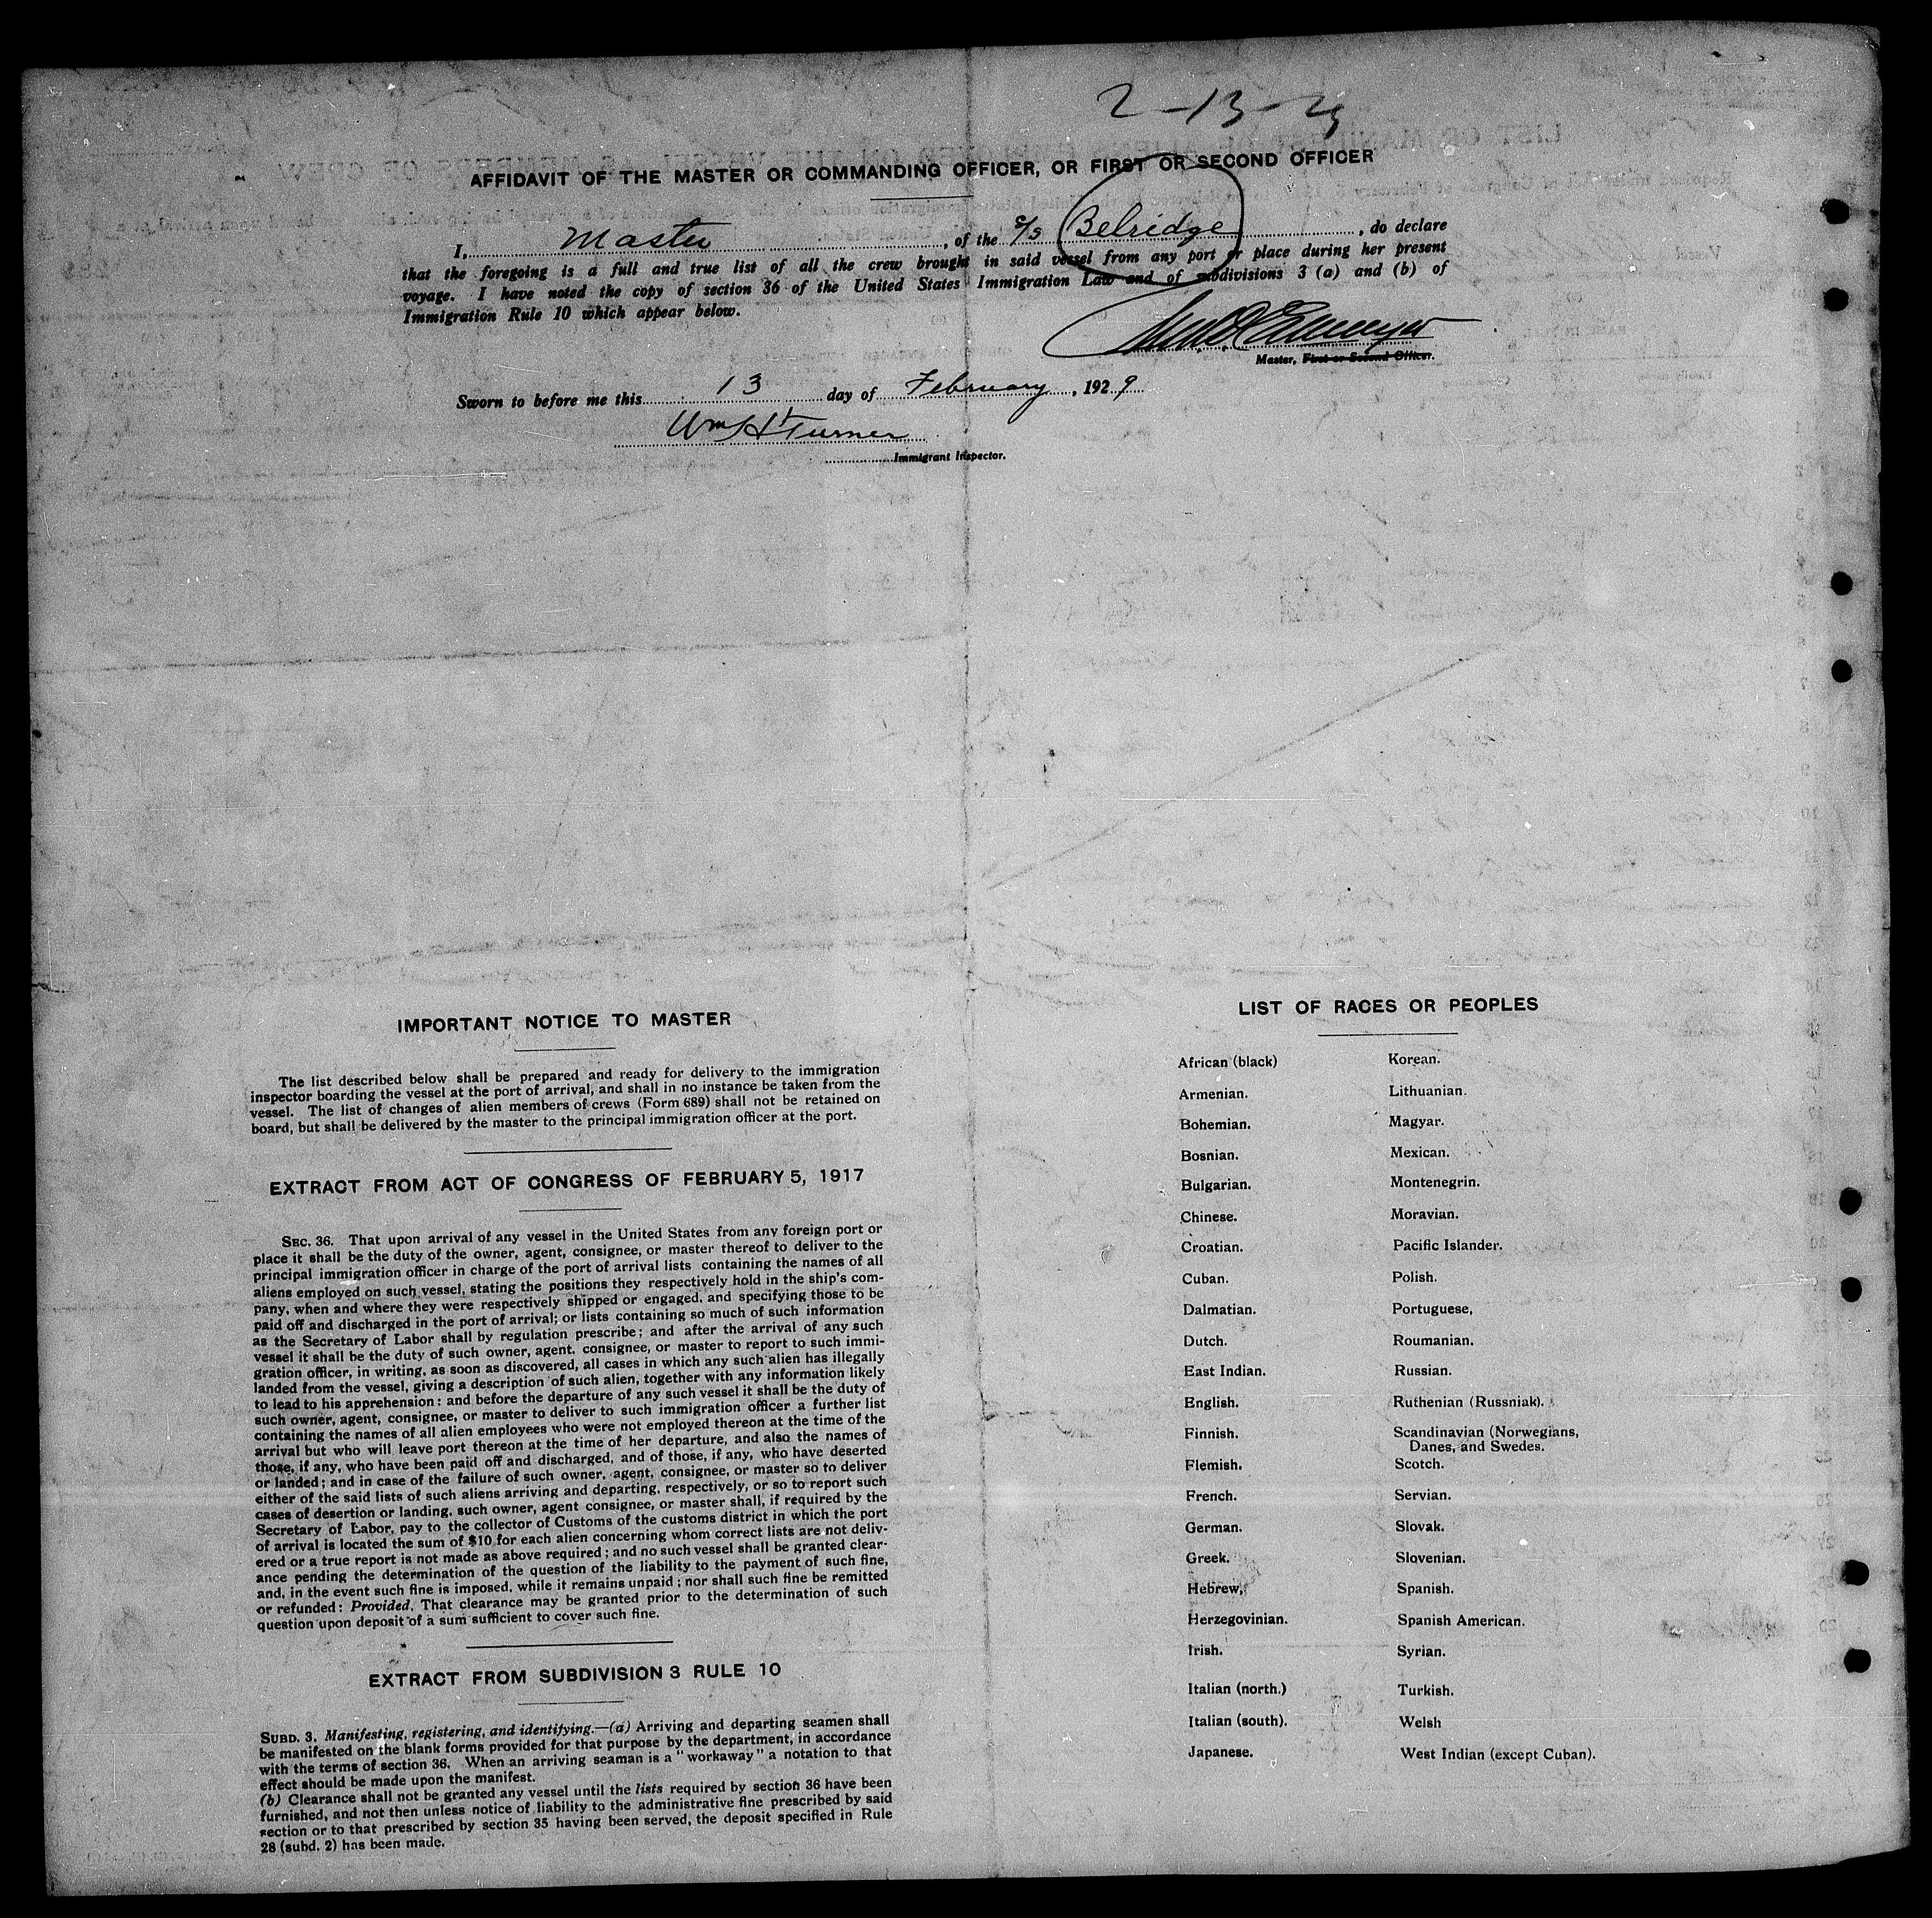 2-13-29
AFFIDAVIT OF THE MASTER OR COMMANDING OFFICER, OR FIRST OR SECOND OFFICER
I, Master, of the S/S Belridge, do declare
that the foregoing is a full and true list of all the crew brought in said vessel from any port or place during her present
voyage. I have noted the copy of section 36 of the United States Immigration Law and of subdivisions 3 (a) and (b) of
Immigration Rule 10 which appear below.
Master, First or Second Officer.
Sworn to before me this 13 day of February, 1929
Wm H Turner
Immigrant Inspector.
IMPORTANT NOTICE TO MASTER
The list described below shall be prepared and ready for delivery to the immigration
inspector boarding the vessel at the port of arrival, and shall in no instance be taken from the
vessel. The list of changes of alien members of crews (Form 689) shall not be retained on
board, but shall be delivered by the master to the principal immigration officer at the port.
EXTRACT FROM ACT OF CONGRESS OF FEBRUARY 5, 1917
SEC. 36. That upon arrival of any vessel in the United States from any foreign port or
place it shall be the duty of the owner, agent, consignee, or master thereof to deliver to the
principal immigration officer in charge of the port of arrival lists containing the names of all
aliens employed on such vessel, stating the positions they respectively hold in the ship's com-
pany, when and where they were respectively shipped or engaged, and specifying those to be
paid off and discharged in the port of arrival; or lists containing so much of such information
as the Secretary of Labor shall by regulation prescribe; and after the arrival of any such
vessel it shall be the duty of such owner, agent, consignee, or master to report to such immi-
gration officer, in writing, as soon as discovered, all cases in which any such alien has illegally
landed from the vessel, giving a description of such alien, together with any information likely
to lead to his apprehension: and before the departure of any such vessel it shall be the duty of
such owner, agent, consignee, or master to deliver to such immigration officer a further list
containing the names of all alien employees who were not employed thereon at the time of the
arrival but who will leave port thereon at the time of her departure, and also the names of
those, if any, who have been paid off and discharged, and of those, if any, who have deserted
or landed; and in case of the failure of such owner, agent, consignee, or master so to deliver
either of the said lists of such aliens arriving and departing, respectively, or so to report such
cases of desertion or landing, such owner, agent consignee, or master shall, if required by the
Secretary of Labor, pay to the collector of Customs of the customs district in which the port
of arrival is located the sum of $10 for each alien concerning whom correct lists are not deliv-
ered or a true report is not made as above required; and no such vessel shall be granted clear-
ance pending the determination of the question of the liability to the payment of such fine,
and, in the event such fine is imposed, while it remains unpaid; nor shall such fine be remitted
or refunded: Provided, That clearance may be granted prior to the determination of such
question upon deposit of a sum sufficient to cover such fine.
EXTRACT FROM SUBDIVISION 3 RULE 10
SUBD. 3. Manifesting, registering, and identifying.—(a) Arriving and departing seamen shall
be manifested on the blank forms provided for that purpose by the department, in accordance
with the terms of section 36. When an arriving seaman is a "workaway" a notation to that
effect should be made upon the manifest.
(b) Clearance shall not be granted any vessel until the lists required by section 36 have been
furnished, and not then unless notice of liability to the administrative fine prescribed by said
section or to that prescribed by section 35 having been served, the deposit specified in Rule
28 (subd. 2) has been made.
LIST OF RACES OR PEOPLES
African (black) Korean.
Armenian. Lithuanian.
Bohemian. Magyar.
Bosnian. Mexican.
Bulgarian. Montenegrin.
Chinese. Moravian.
Croatian. Pacific Islander.
Cuban. Polish.
Dalmatian. Portuguese,
Dutch. Roumanian.
East Indian. Russian.
English. Ruthenian (Russniak).
Finnish. Scandinavian (Norwegians,
Danes, and Swedes.
Flemish. Scotch.
French. Servian.
German. Slovak.
Greek. Slovenian.
Hebrew, Spanish.
Herzegovinian. Spanish American.
Irish. Syrian.
Italian (north.) Turkish.
Italian (south). Welsh
Japanese. West Indian (except Cuban).